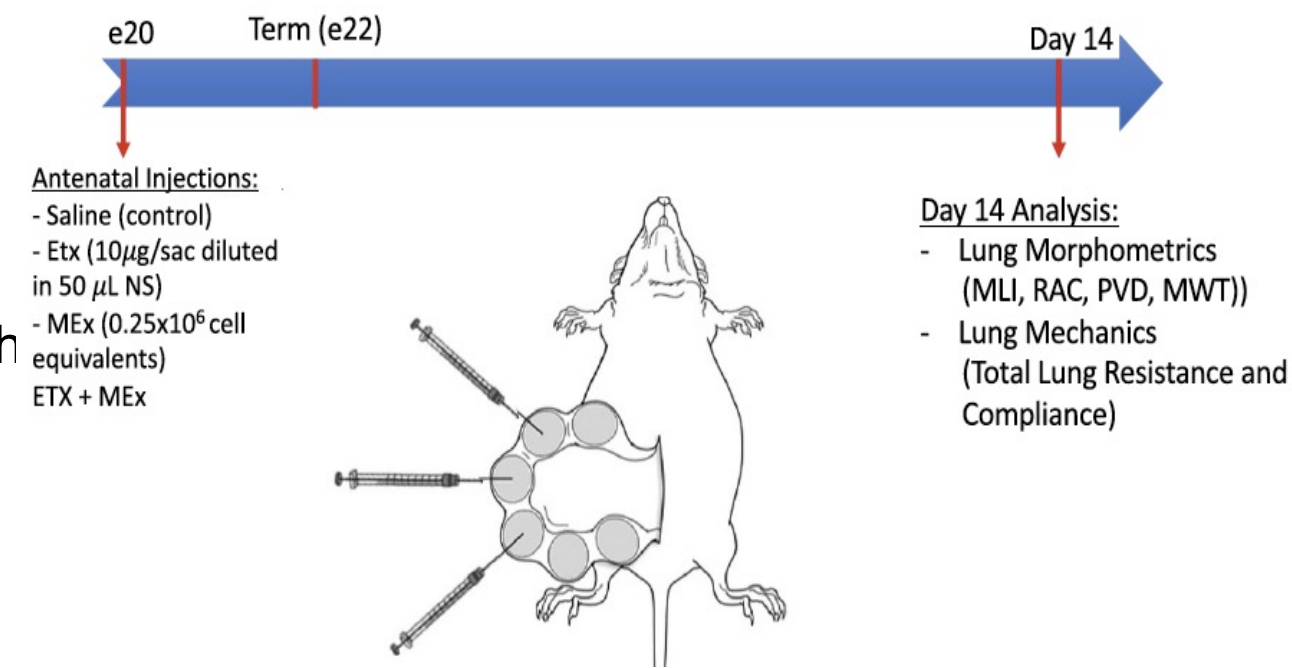 e20
Term (e22)
Day 14
Antenatal Injections:
- Saline (control)
- Etx (10μg/sac diluted
in 50 μL NS)
- MEx (0.25x10⁶ cell
equivalents)
ETX + MEx
h
Day 14 Analysis:
- Lung Morphometrics
(MLI, RAC, PVD, MWT))
- Lung Mechanics
(Total Lung Resistance and
Compliance)